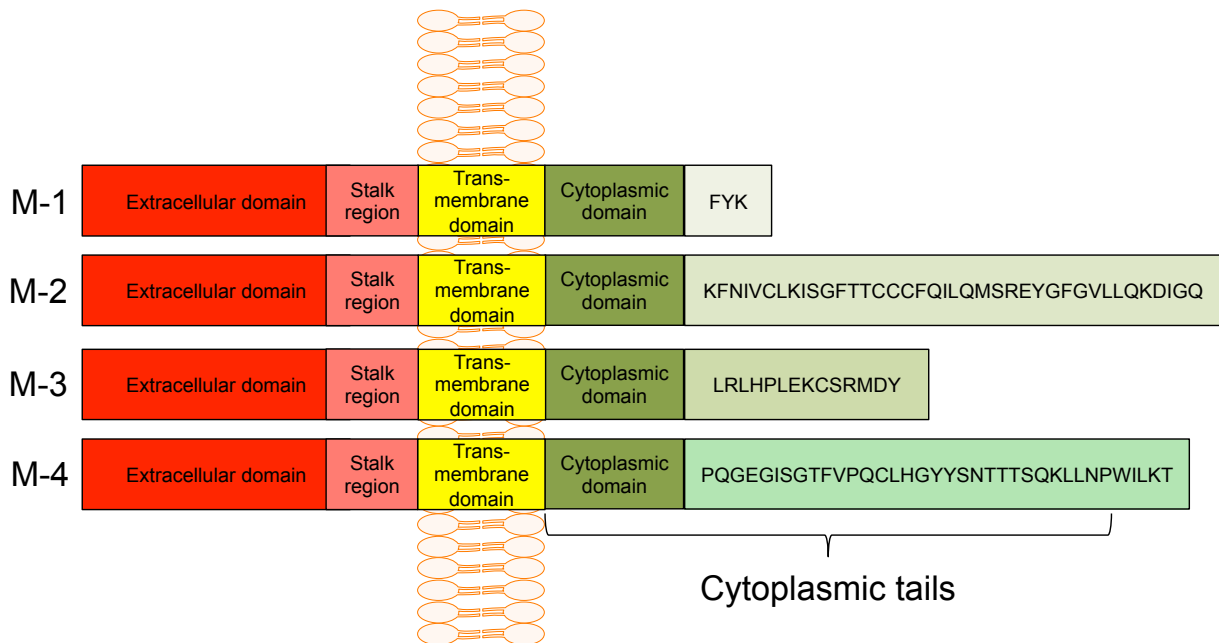 M-1
Extracellular domain
Stalk
region
Trans-
membrane
domain
Cytoplasmic
domain
FYK
M-2
Extracellular domain
Stalk
region
Trans-
membrane
domain
Cytoplasmic
domain
KFNIVCLKISGFTTCCCFQILQMSREYGFGVLLQKDIGQ
M-3
Extracellular domain
Stalk
region
Trans-
membrane
domain
Cytoplasmic
domain
LRLHPLEKCSRMDY
M-4
Extracellular domain
Stalk
region
Trans-
membrane
domain
Cytoplasmic
domain
PQGEGISGTFVPQCLHGYYSNTTTSQKLLNPWILKT
Cytoplasmic tails